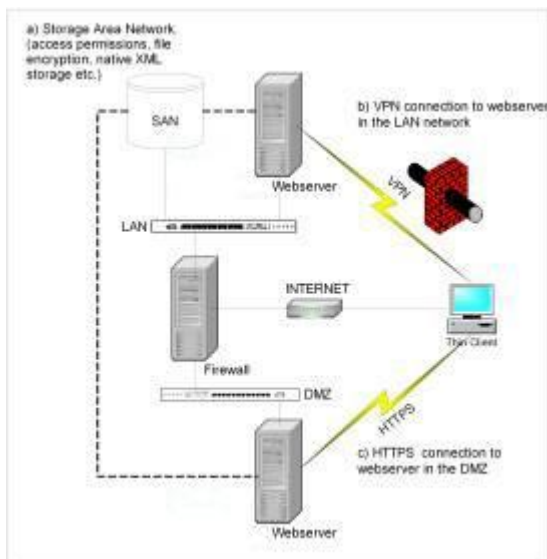 a) Storage Area Network
(access permissions, file
encryption, native XML
storage etc.)
SAN
b) VPN connection to webserver
in the LAN network
Webserver
VPN
LAN
INTERNET
Thin Client
Firewall
DMZ
HTTPS
c) HTTPS connection to
webserver in the DMZ
Webserver